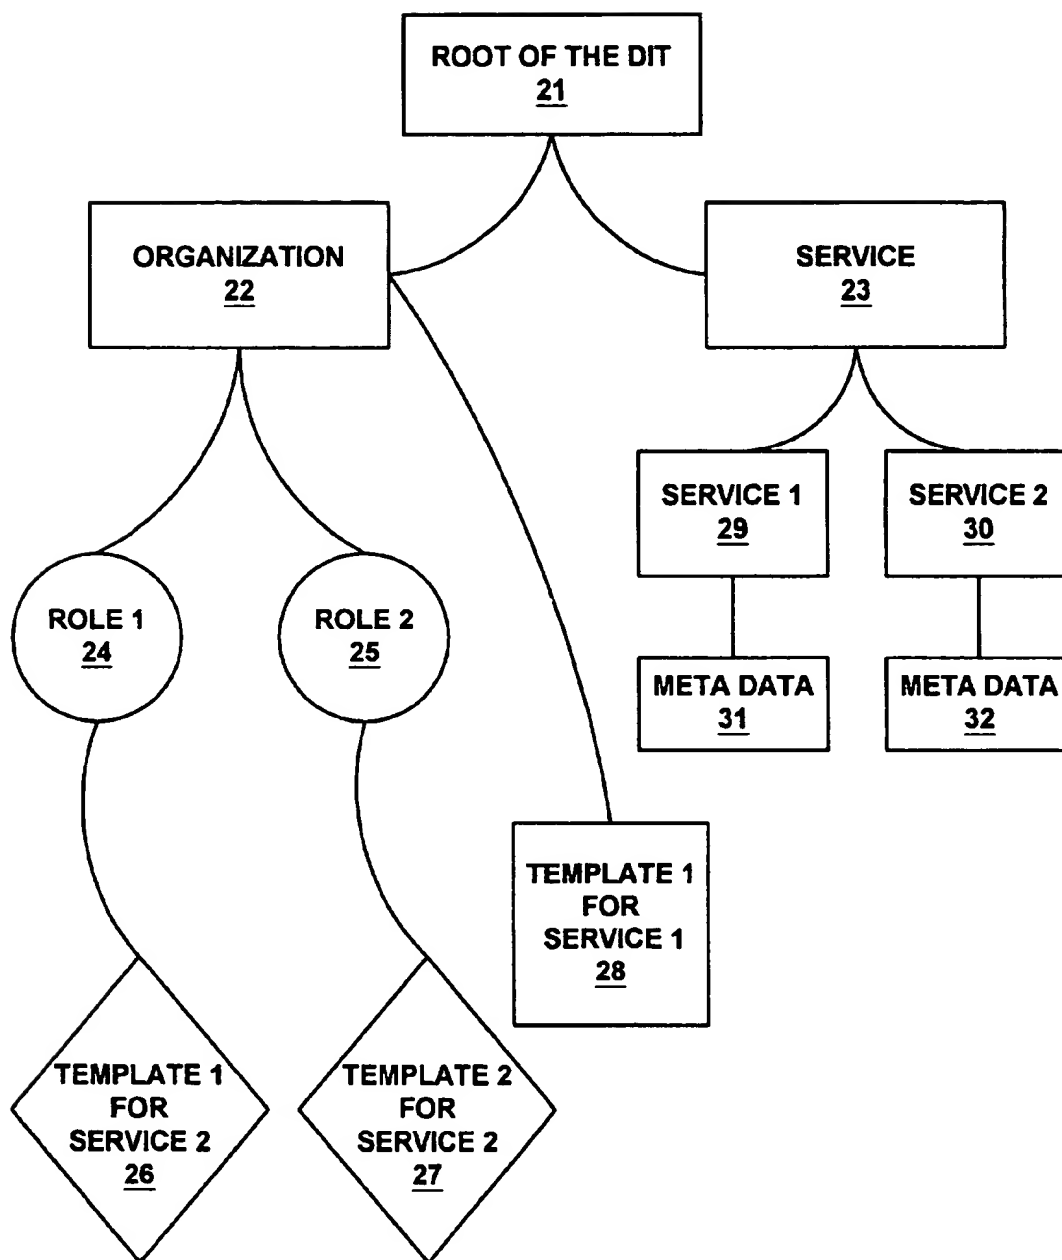 ROOT OF THE DIT
21
ORGANIZATION
22
SERVICE
23
SERVICE 1
29
SERVICE 2
30
ROLE 1
24
ROLE 2
25
META DATA
31
META DATA
32
TEMPLATE 1
FOR
SERVICE 1
28
TEMPLATE 1
FOR
SERVICE 2
26
TEMPLATE 2
FOR
SERVICE 2
27